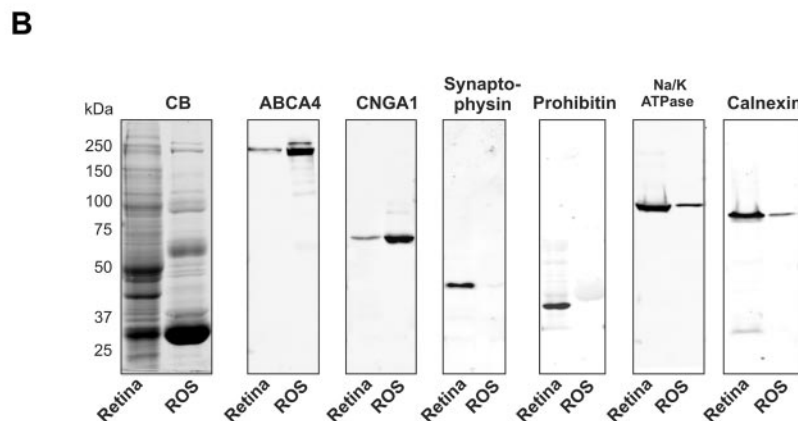 B
kDa
250
150
100
75
50
37
25
CB
ABCA4
CNGA1
Synapto-
physin
Prohibitin
Na/K
ATPase
Calnexin
Retina ROS
Retina ROS
Retina ROS
Retina ROS
Retina ROS
Retina ROS
Retina ROS